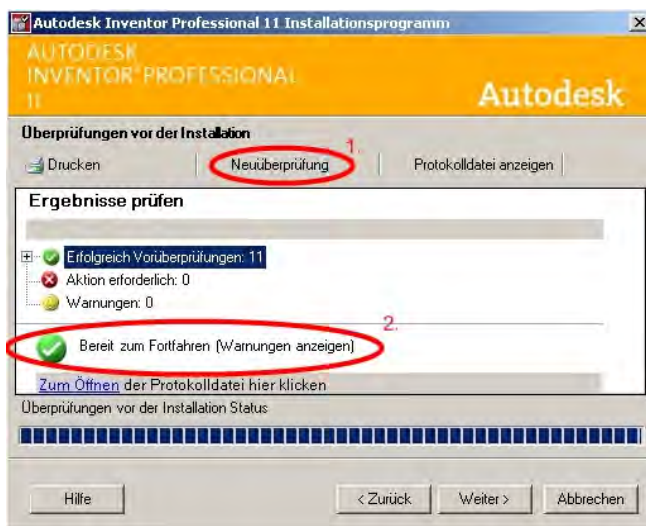 Autodesk Inventor Professional 11 Installationsprogramm
AUTODESK
INVENTOR® PROFESSIONAL
11
Autodesk
Überprüfungen vor der Installation
1.
Drucken Neuüberprüfung Protokolldatei anzeigen
Ergebnisse prüfen
Erfolgreich Vorüberprüfungen: 11
Aktion erforderlich: 0
Warnungen: 0
2.
Bereit zum Fortfahren (Warnungen anzeigen)
Zum Öffnen der Protokolldatei hier klicken
Überprüfungen vor der Installation Status
Hilfe < Zurück Weiter > Abbrechen